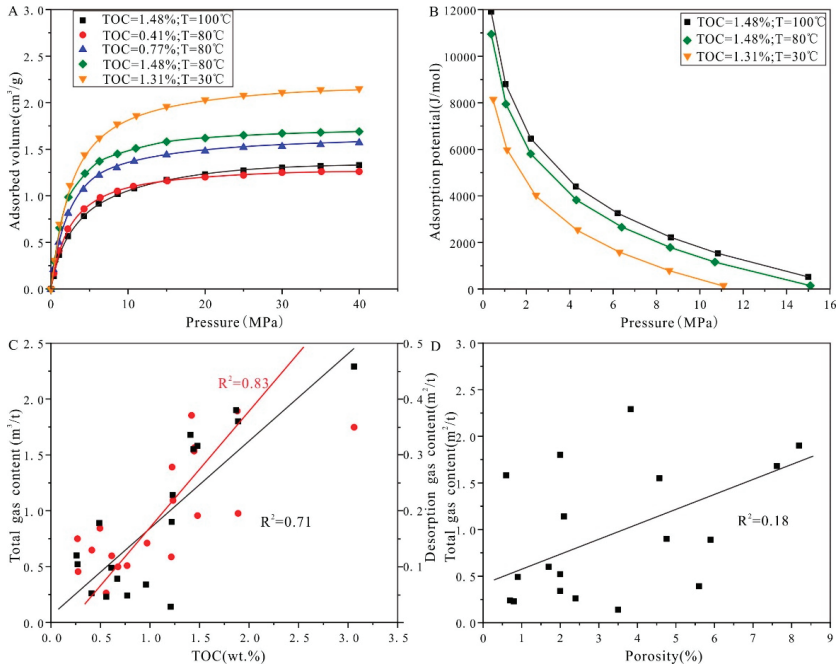 A
TOC=1.48%;T=100℃
TOC=0.41%;T=80℃
TOC=0.77%;T=80℃
TOC=1.48%;T=80℃
TOC=1.31%;T=30℃
3.0
2.5
2.0
1.5
1.0
0.5
0.0
Adsorbed volume(cm³/g)
0 10 20 30 40
Pressure(MPa)
B
TOC=1.48%;T=100℃
TOC=1.48%;T=80℃
TOC=1.31%;T=30℃
12000
10000
8000
6000
4000
2000
0
Adsorption potential(J/mol)
0 2 4 6 8 10 12 14 16
Pressure(MPa)
C
R²=0.83
R²=0.71
2.5
2.0
1.5
1.0
0.5
0.0
Total gas content(m³/t)
0.0 0.5 1.0 1.5 2.0 2.5 3.0 3.5
TOC(wt.%)
0.5
0.4
0.3
0.2
0.1
Desorption gas content(m²/t)
D
R²=0.18
3.0
2.5
2.0
1.5
1.0
0.5
0.0
Total gas content(m²/t)
0 1 2 3 4 5 6 7 8 9
Porosity(%)